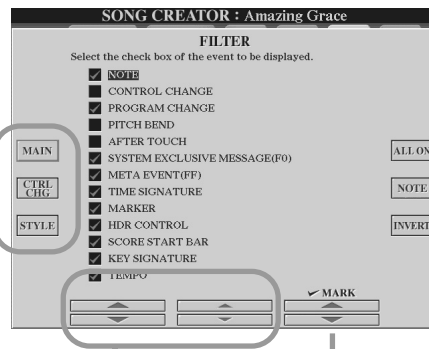 SONG CREATOR : Amazing Grace
FILTER
Select the check box of the event to be displayed.
NOTE
CONTROL CHANGE
PROGRAM CHANGE
PITCH BEND
AFTER TOUCH
SYSTEM EXCLUSIVE MESSAGE(F0)
META EVENT(FF)
TIME SIGNATURE
MARKER
HDR CONTROL
SCORE START BAR
KEY SIGNATURE
TEMPO
MAIN
CTRL
CHG
STYLE
ALL ON
NOTE
INVERT
MARK